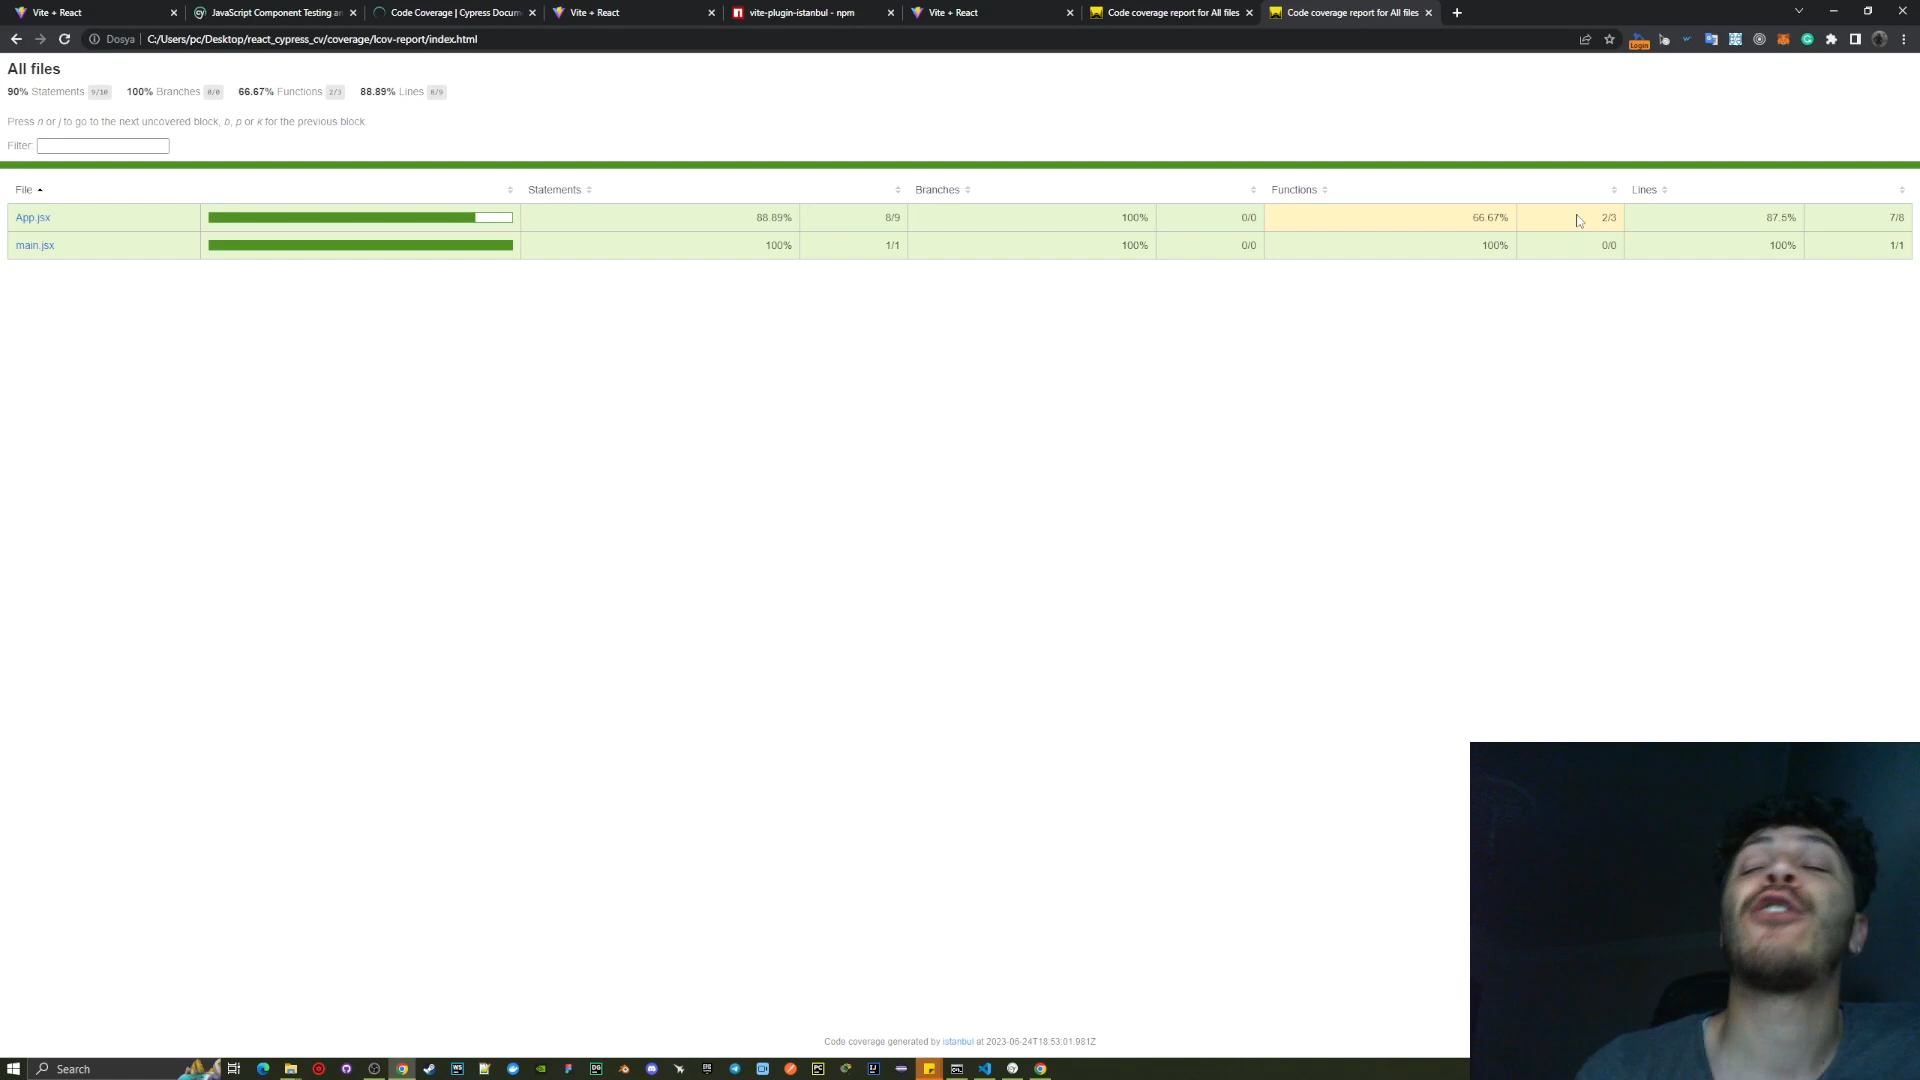 Vite + React
JavaScript Component Testing an
Code Coverage | Cypress Docum
Vite + React
vite-plugin-istanbul - npm
Vite + React
Code coverage report for All files
Code coverage report for All files
Dosya | C:/Users/pc/Desktop/react_cypress_cv/coverage/lcov-report/index.html
Login
All files
90% Statements 9/10 100% Branches 0/0 66.67% Functions 2/3 88.89% Lines 8/9
Press n or j to go to the next uncovered block, b, p or k for the previous block.
Filter:
File Statements Branches Functions Lines
App.jsx 88.89% 8/9 100% 0/0 66.67% 2/3 87.5% 7/8
main.jsx 100% 1/1 100% 0/0 100% 0/0 100% 1/1
Code coverage generated by istanbul at 2023-06-24T18:53:01.981Z
Search